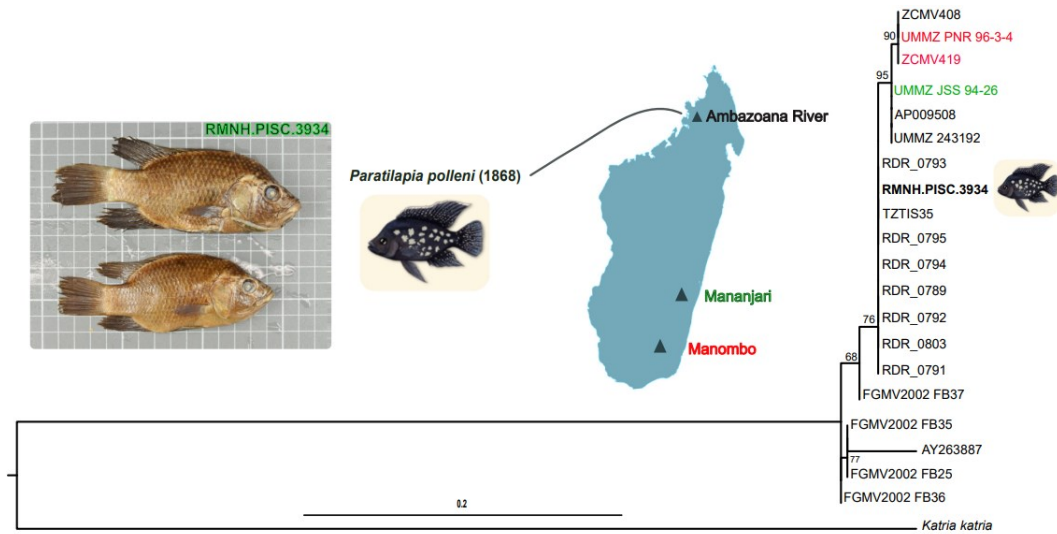 RMNH.PISC.3934
Paratilapia polleni (1868)
Ambazoana River
Mananjari
Manombo
ZCMV408
90
UMMZ PNR 96-3-4
ZCMV419
95
UMMZ JSS 94-26
AP009508
UMMZ 243192
RDR_0793
RMNH.PISC.3934
TZTIS35
RDR_0795
RDR_0794
RDR_0789
76
RDR_0792
RDR_0803
68
RDR_0791
FGMV2002 FB37
FGMV2002 FB35
AY263887
77
FGMV2002 FB25
FGMV2002 FB36
0.2
Katria katria